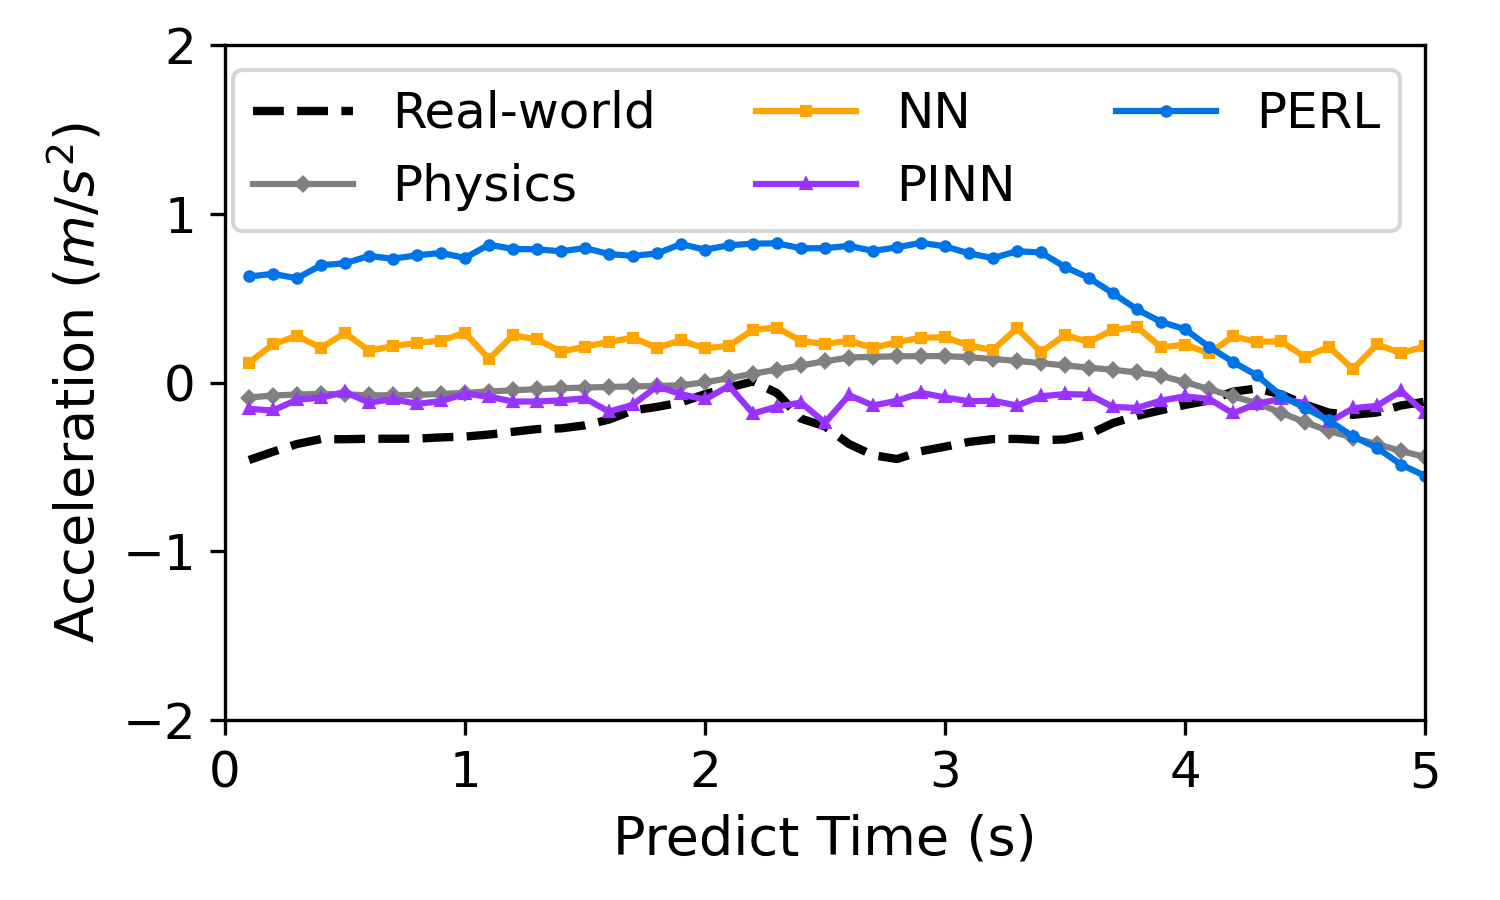 2
1
0
−1
−2
Acceleration (m/s²)
Real-world
Physics
NN
PINN
PERL
0 1 2 3 4 5
Predict Time (s)